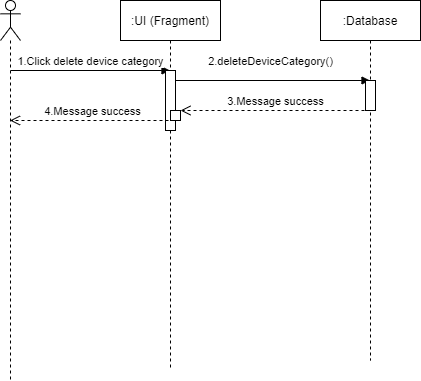 :UI (Fragment)
:Database
1.Click delete device category
2.deleteDeviceCategory()
3.Message success
4.Message success